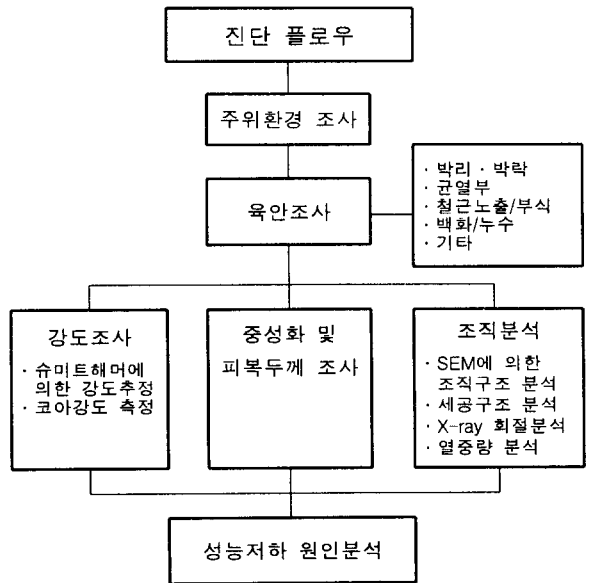 진단 플로우
주위환경 조사
육안조사
· 박리 · 박락
· 균열부
· 철근노출/부식
· 백화/누수
· 기타
강도조사
· 슈미트해머에
의한 강도추정
· 코아강도 측정
중성화 및
피복두께 조사
조직분석
· SEM에 의한
조직구조 분석
· 세공구조 분석
· X-ray 회절분석
· 열중량 분석
성능저하 원인분석